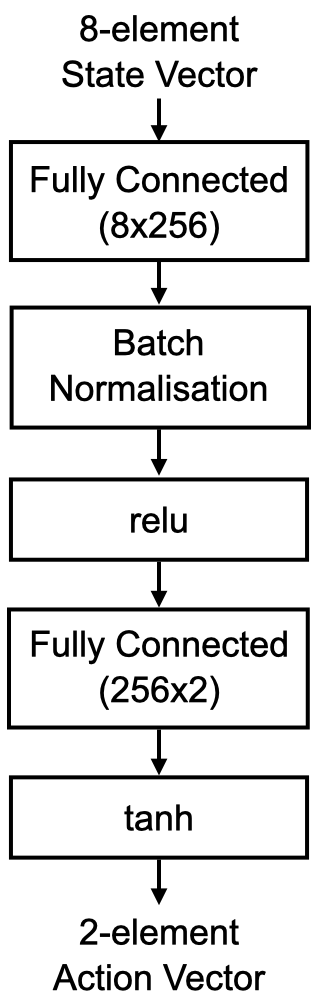 8-element
State Vector
Fully Connected
(8x256)
Batch
Normalisation
relu
Fully Connected
(256x2)
tanh
2-element
Action Vector